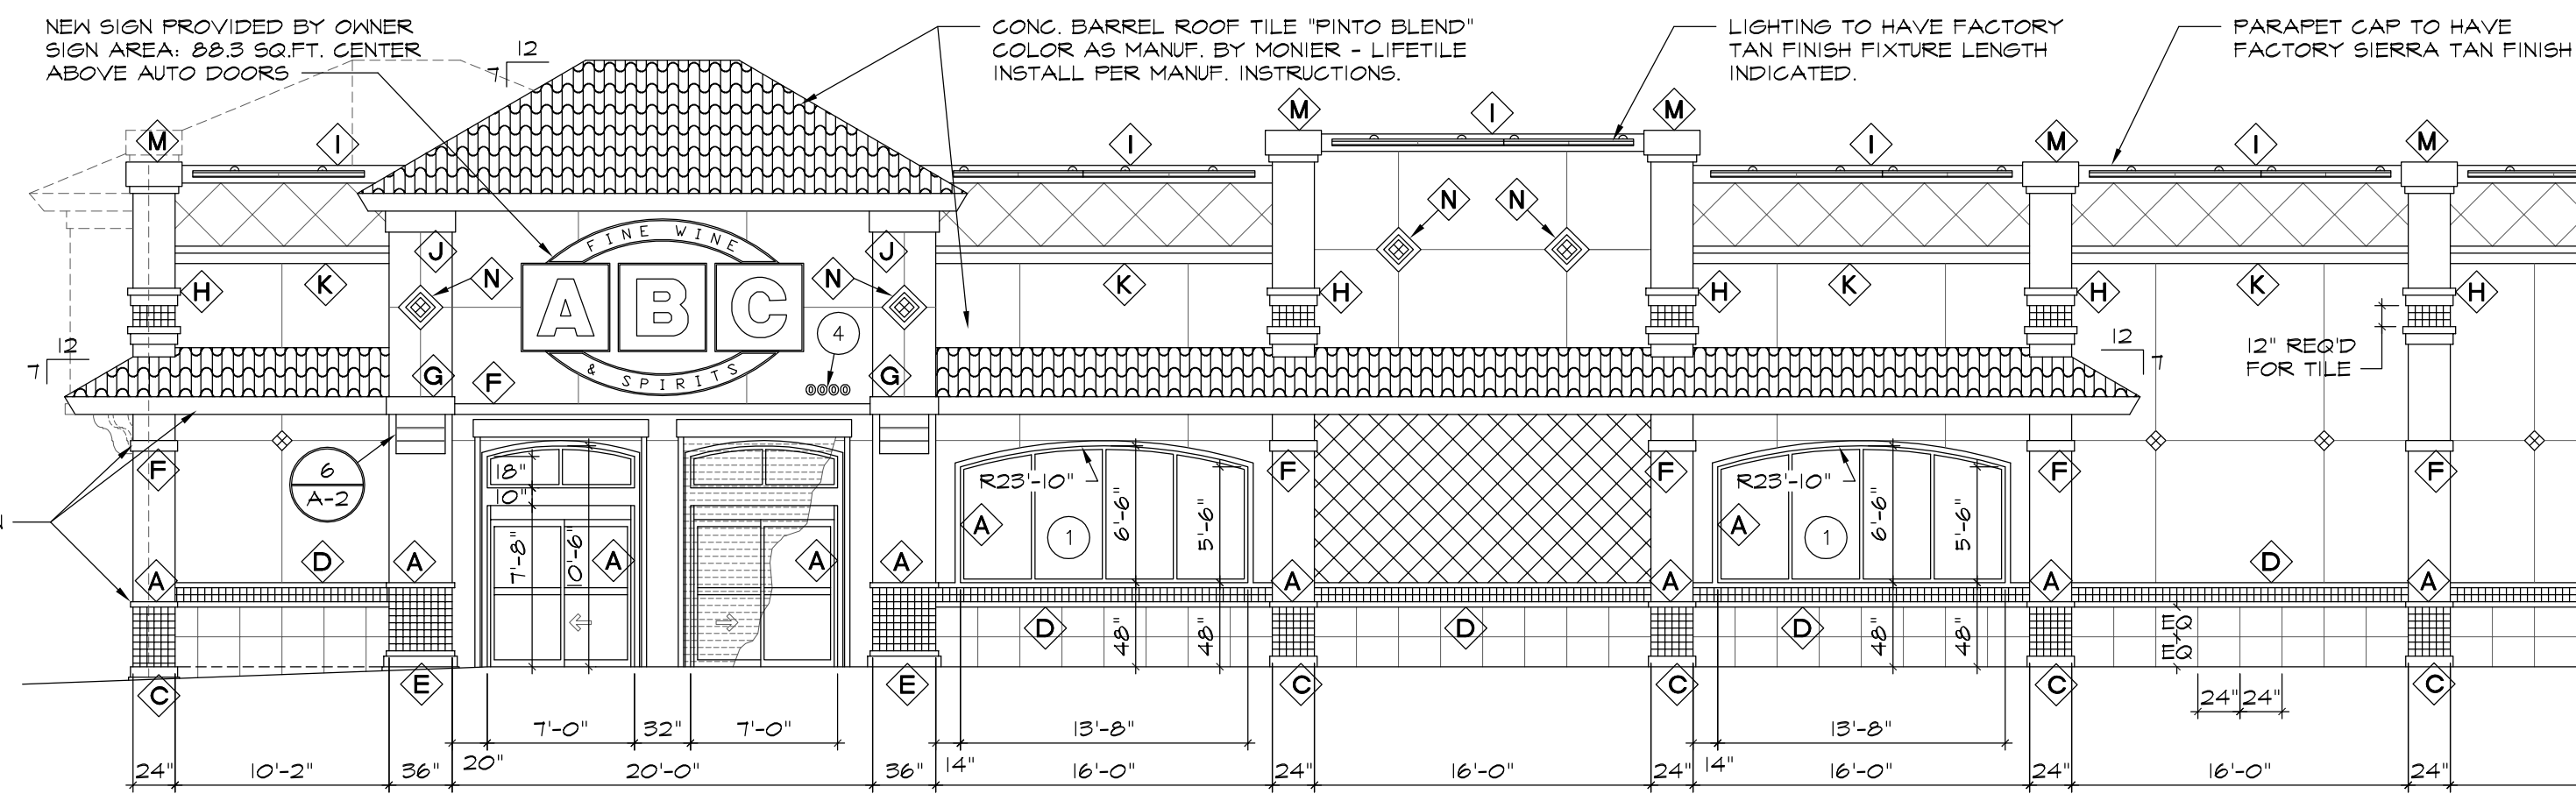 NEW SIGN PROVIDED BY OWNER
SIGN AREA: 88.3 SQ.FT. CENTER
ABOVE AUTO DOORS
CONC. BARREL ROOF TILE "PINTO BLEND"
COLOR AS MANUF. BY MONIER - LIFETILE
INSTALL PER MANUF. INSTRUCTIONS.
LIGHTING TO HAVE FACTORY
TAN FINISH FIXTURE LENGTH
INDICATED.
PARAPET CAP TO HAVE
FACTORY SIERRA TAN FINISH
12
7
M I I M I M I M I M
N N
J J
FINE WINE
ABC
& SPIRITS
N N
H K K H H K H K H
4
0000
12
7
12
7
12" REQ'D
FOR TILE
G F G
6
A-2
F F F F F
18"
10"
7'-8"
10'-6"
R23'-10"
6'-6"
5'-6"
R23'-10"
6'-6"
5'-6"
A 1 A 1
A D A A A A A A A D A
D D D
48" 48" 48" 48"
EQ
EQ
C E E C C C C
24" 24"
7'-0" 32" 7'-0" 13'-8" 13'-8"
20" 14" 14"
24" 10'-2" 36" 20'-0" 36" 16'-0" 24" 16'-0" 24" 16'-0" 24" 16'-0" 24"